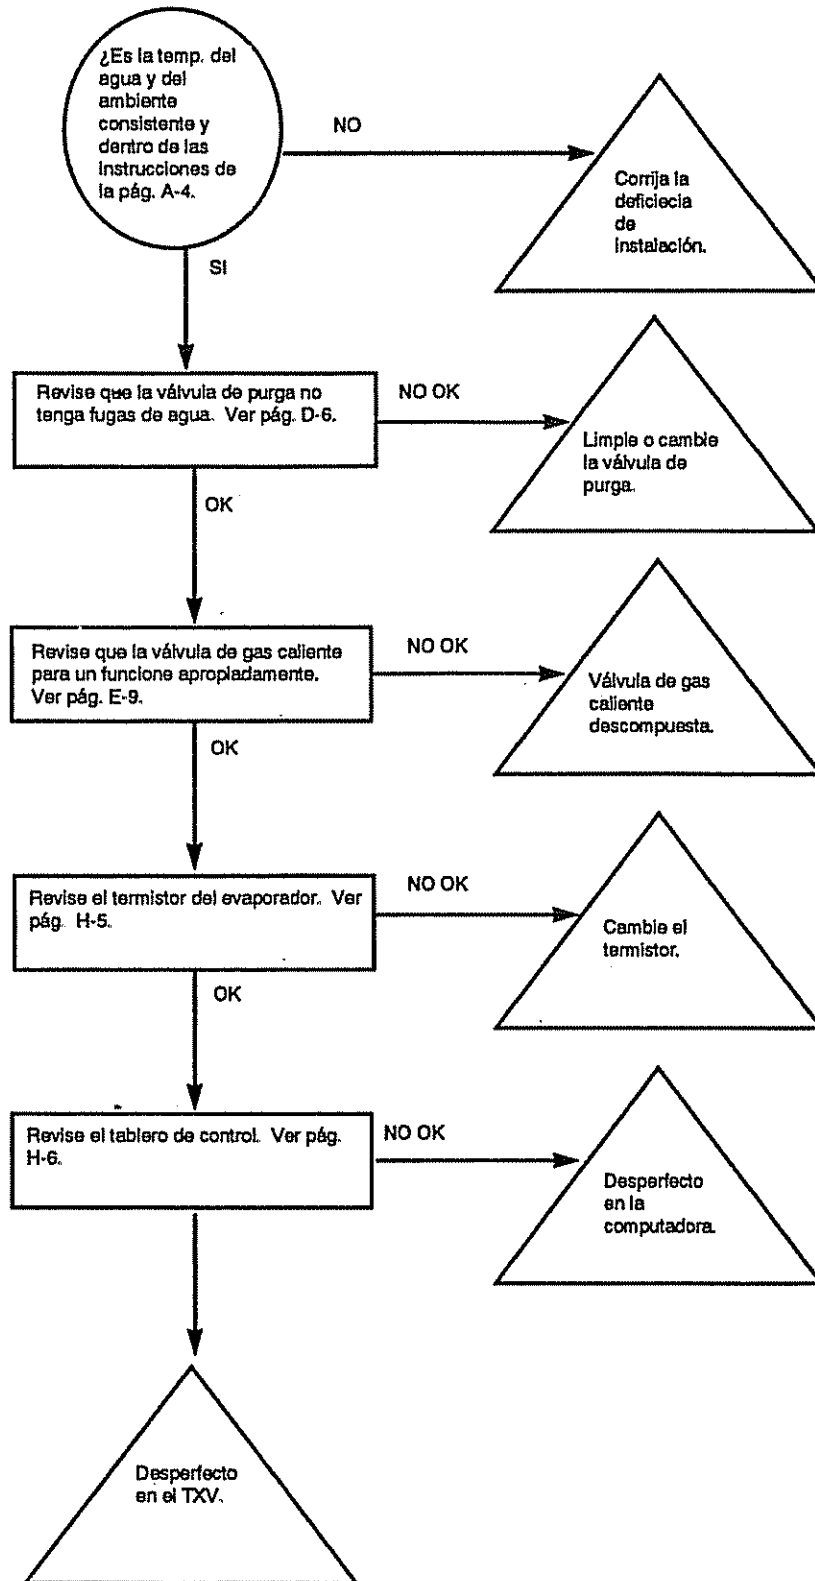 ¿Es la temp. del
agua y del
ambiente
consistente y
dentro de las
instrucciones de
la pág. A-4.
NO
Corrija la
deficiecia
de
instalación.
SI
Revise que la válvula de purga no
tenga fugas de agua. Ver pág. D-6.
NO OK
Limpie o cambie
la válvula de
purga.
OK
Revise que la válvula de gas caliente
para un funcione apropiadamente.
Ver pág. E-9.
NO OK
Válvula de gas
caliente
descompuesta.
OK
Revise el termistor del evaporador. Ver
pág. H-5.
NO OK
Cambie el
termistor.
OK
Revise el tablero de control. Ver pág.
H-6.
NO OK
Desperfecto
en la
computadora.
Desperfecto
en el TXV.